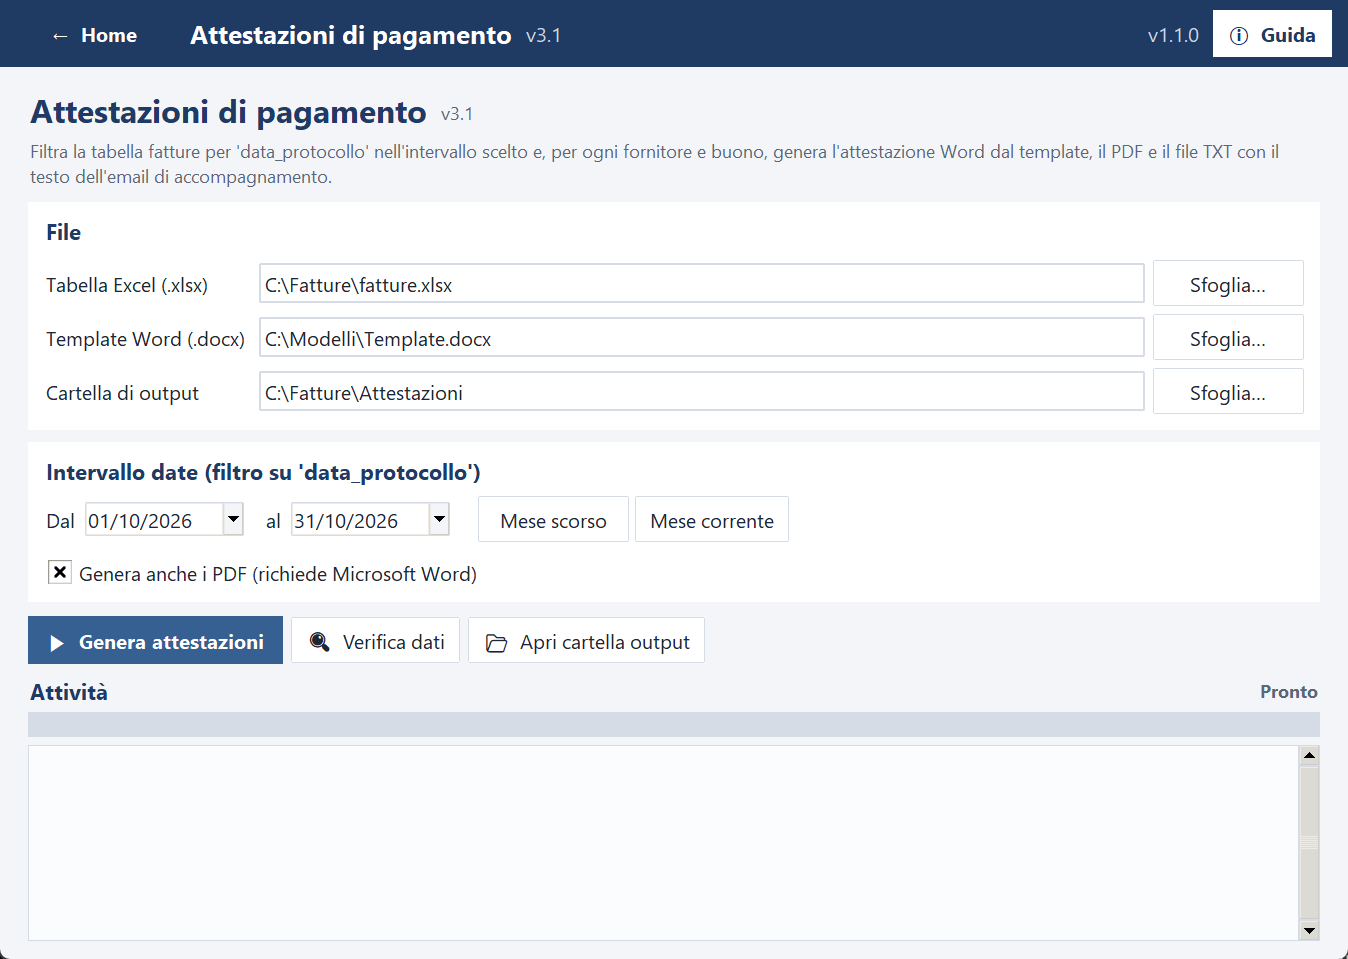 ← Home Attestazioni di pagamento v3.1 v1.1.0 Guida
Attestazioni di pagamento v3.1
Filtra la tabella fatture per 'data_protocollo' nell'intervallo scelto e, per ogni fornitore e buono, genera l'attestazione Word dal template, il PDF e il file TXT con il
testo dell'email di accompagnamento.
File
Tabella Excel (.xlsx) C:\Fatture\fatture.xlsx Sfoglia...
Template Word (.docx) C:\Modelli\Template.docx Sfoglia...
Cartella di output C:\Fatture\Attestazioni Sfoglia...
Intervallo date (filtro su 'data_protocollo')
Dal 01/10/2026 al 31/10/2026 Mese scorso Mese corrente
Genera anche i PDF (richiede Microsoft Word)
Genera attestazioni Verifica dati Apri cartella output
Attività Pronto